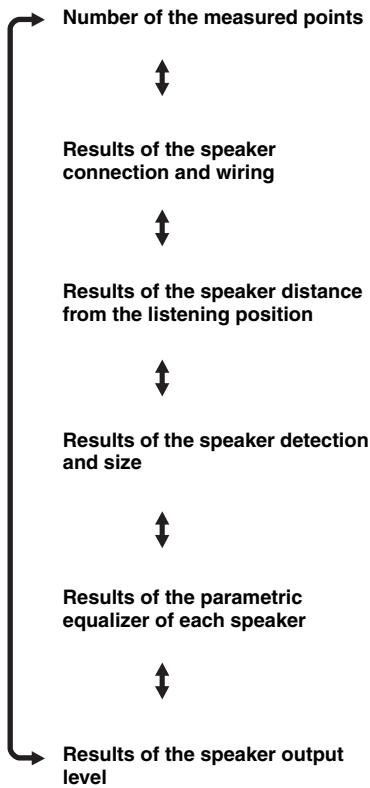 Number of the measured points
Results of the speaker
connection and wiring
Results of the speaker distance
from the listening position
Results of the speaker detection
and size
Results of the parametric
equalizer of each speaker
Results of the speaker output
level